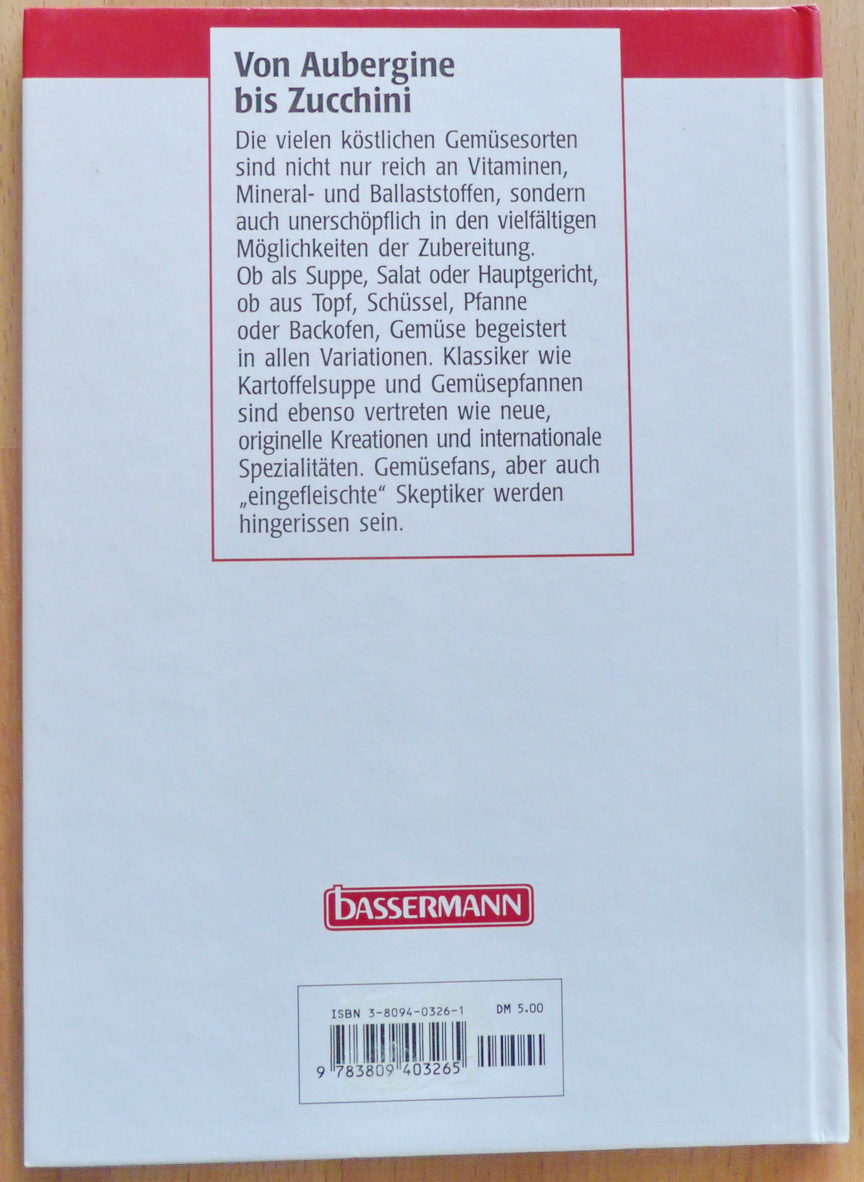 Von Aubergine
bis Zucchini
Die vielen köstlichen Gemüsesorten
sind nicht nur reich an Vitaminen,
Mineral- und Ballaststoffen, sondern
auch unerschöpflich in den vielfältigen
Möglichkeiten der Zubereitung.
Ob als Suppe, Salat oder Hauptgericht,
ob aus Topf, Schüssel, Pfanne
oder Backofen, Gemüse begeistert
in allen Variationen. Klassiker wie
Kartoffelsuppe und Gemüsepfannen
sind ebenso vertreten wie neue,
originelle Kreationen und internationale
Spezialitäten. Gemüsefans, aber auch
„eingefleischte“ Skeptiker werden
hingerissen sein.
bASSERMANN
ISBN 3-8094-0326-1 DM 5.00
9 783809 403265